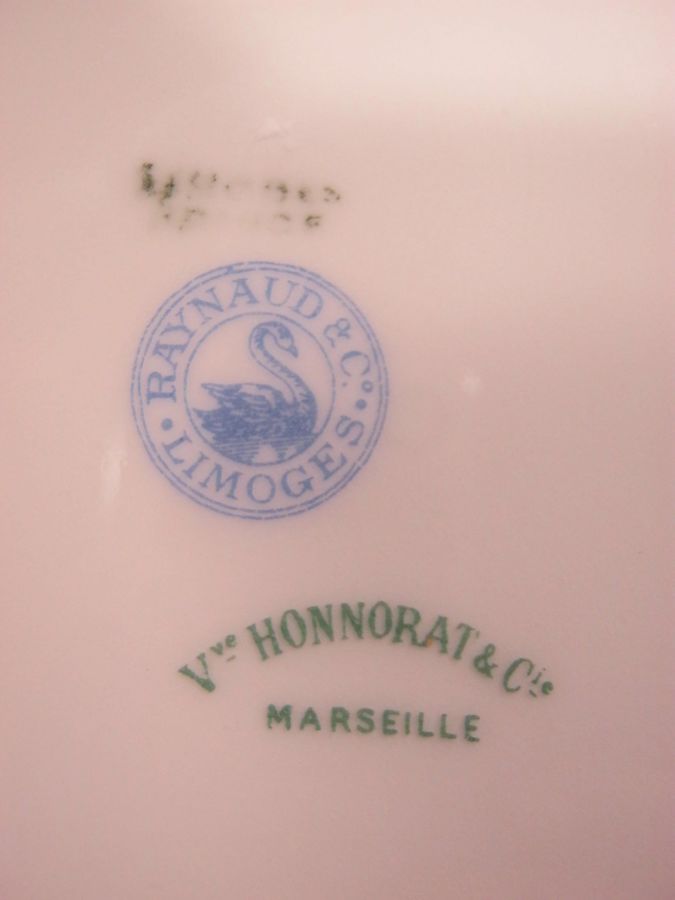 RAYNAUD & Cº.
LIMOGES
Vve HONNORAT & Cie
MARSEILLE